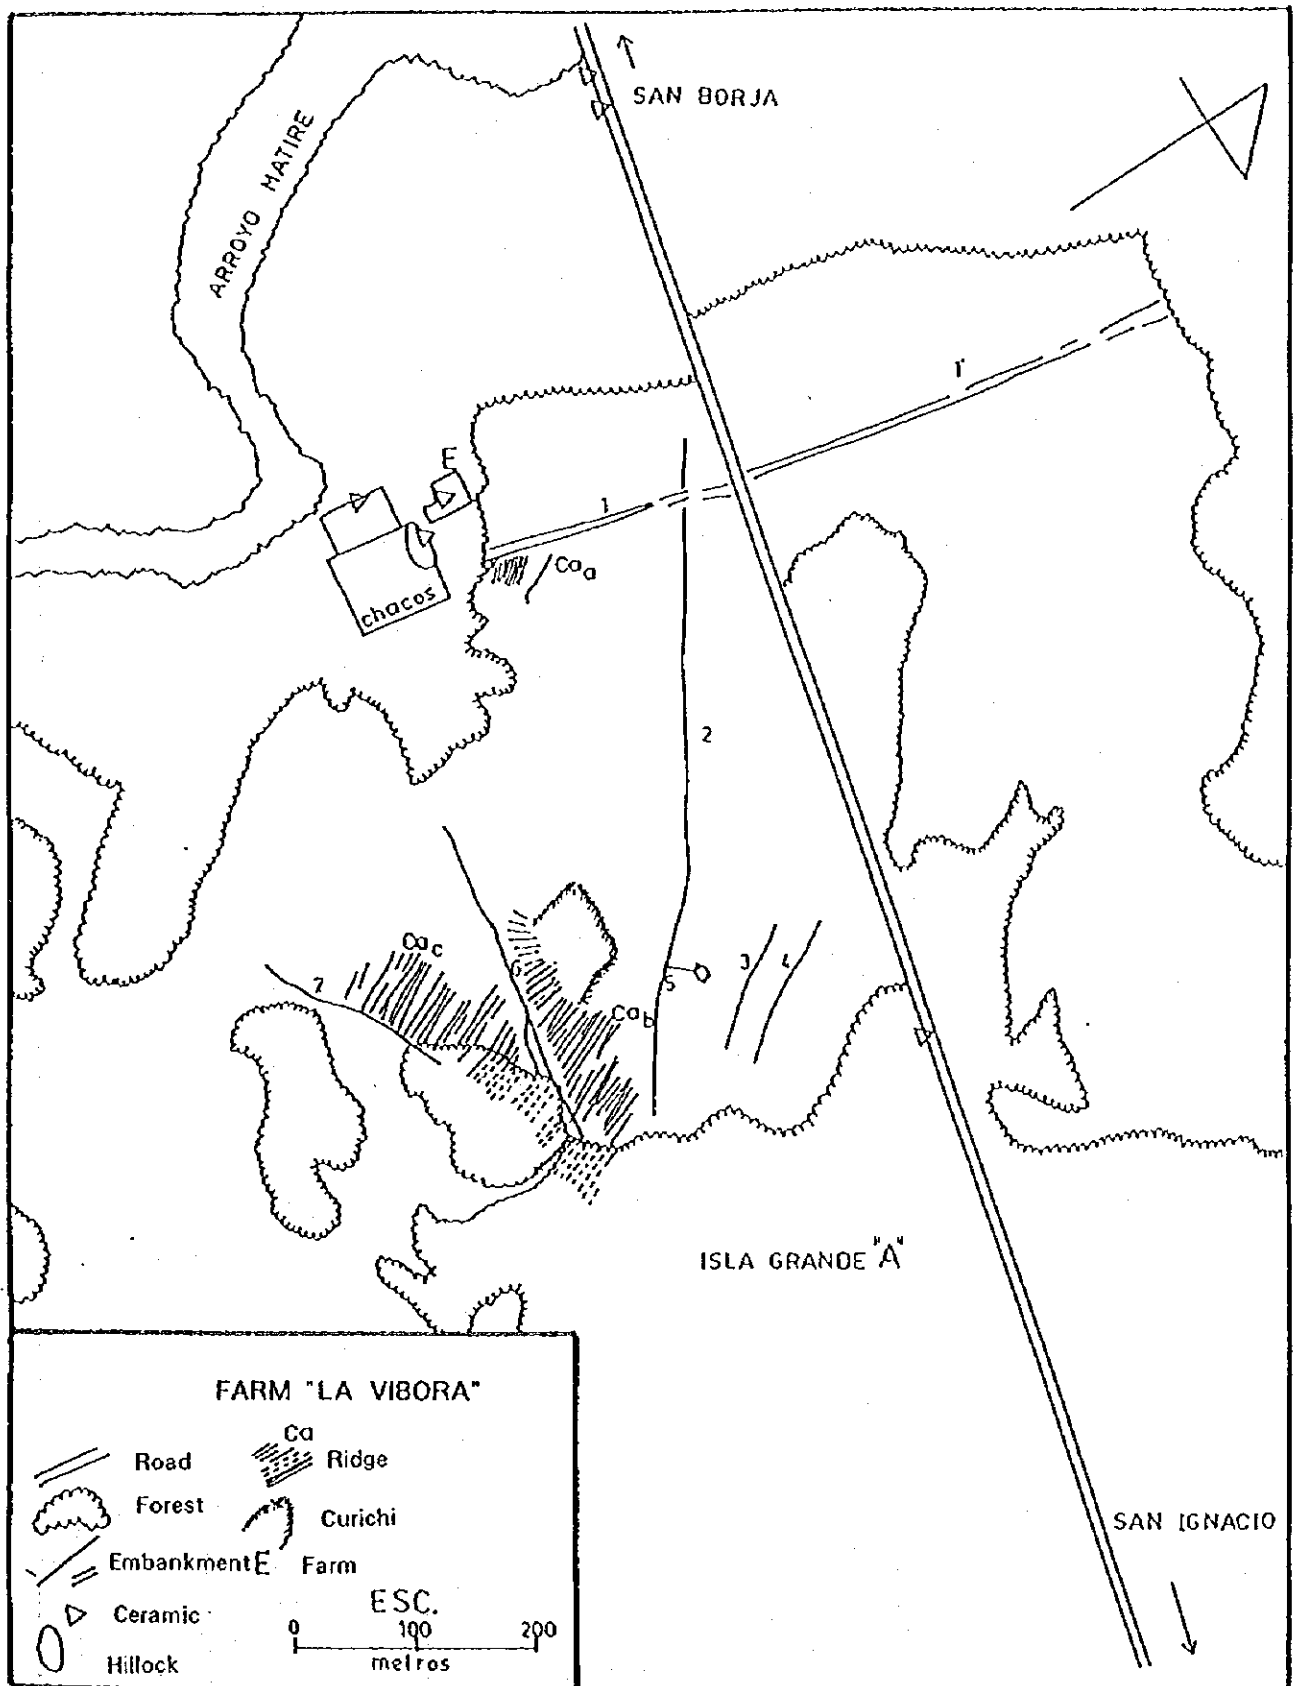 SAN BORJA
ARROYO MATIRE
1'
E
1
Ca a
chacos
2
Ca c
3
4
6
5
7
Ca b
ISLA GRANDE "A"
FARM "LA VIBORA"
Ca
Road
Ridge
Forest
Curichi
Embankment
E Farm
Ceramic
Hillock
ESC.
0 100 200
metros
SAN IGNACIO